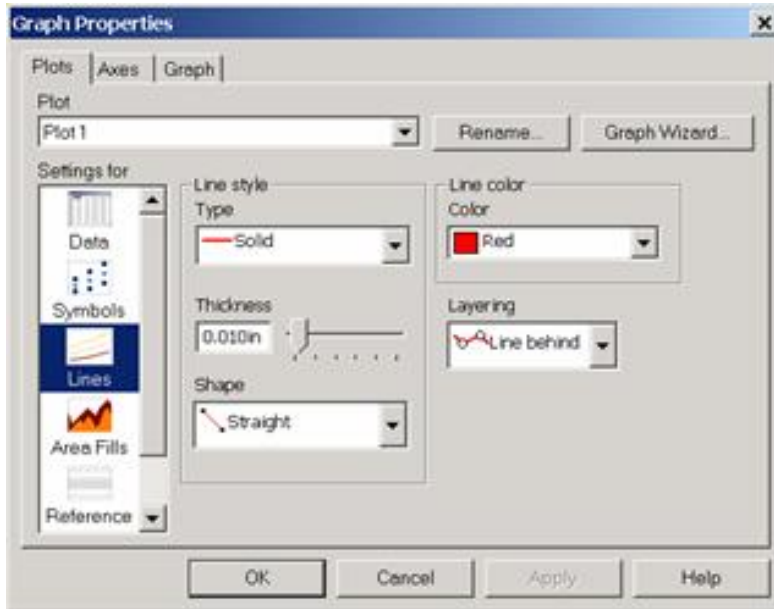 Graph Properties
Plots Axes Graph
Plot
Plot 1 Rename... Graph Wizard...
Settings for
Data
Symbols
Lines
Area Fills
Reference
Line style
Type
Solid
Thickness
0.010in
Shape
Straight
Line color
Color
Red
Layering
Line behind
OK Cancel Apply Help